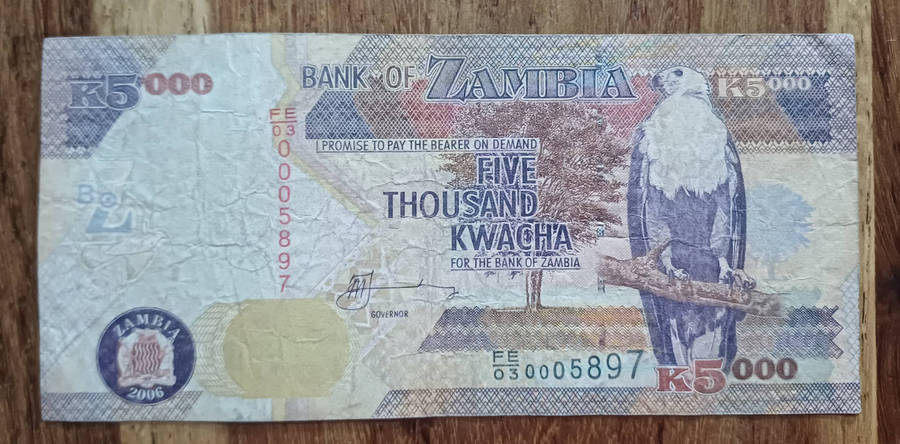 K5000
BANK OF ZAMBIA
K5000
FE
03
0005897
I PROMISE TO PAY THE BEARER ON DEMAND
FIVE
THOUSAND
KWACHA
FOR THE BANK OF ZAMBIA
BoZ
GOVERNOR
ZAMBIA
2006
FE
03 0005897
K5000